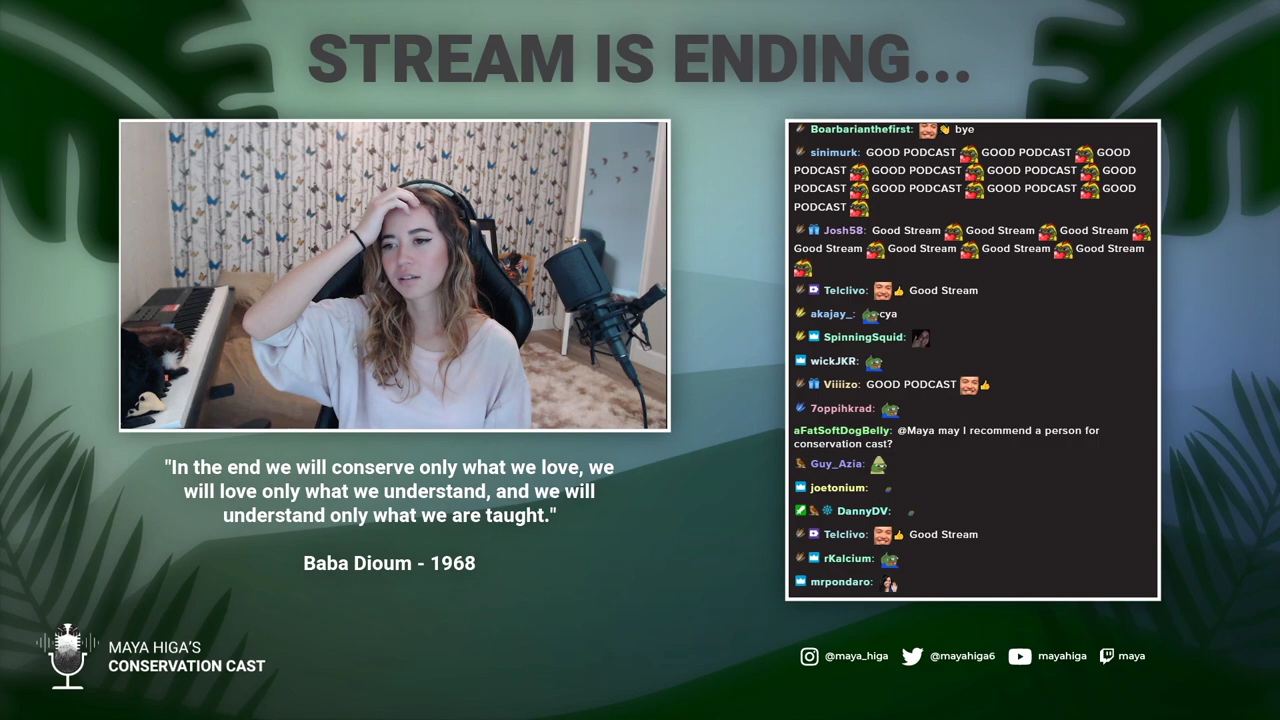 STREAM IS ENDING...
Boarbarianthefirst: bye
sinimurk: GOOD PODCAST GOOD PODCAST GOOD
PODCAST GOOD PODCAST GOOD PODCAST GOOD
PODCAST GOOD PODCAST GOOD PODCAST GOOD
PODCAST
Josh58: Good Stream Good Stream Good Stream
Good Stream Good Stream Good Stream Good Stream
Telclivo: Good Stream
akajay_: cya
SpinningSquid:
wickJKR:
Viiiizo: GOOD PODCAST
7oppihkrad:
aFatSoftDogBelly: @Maya may I recommend a person for
conservation cast?
Guy_Azia:
joetonium:
DannyDV:
Telclivo: Good Stream
rKalcium:
mrpondaro:
"In the end we will conserve only what we love, we
will love only what we understand, and we will
understand only what we are taught."
Baba Dioum - 1968
MAYA HIGA'S
CONSERVATION CAST
@maya_higa @mayahiga6 mayahiga maya